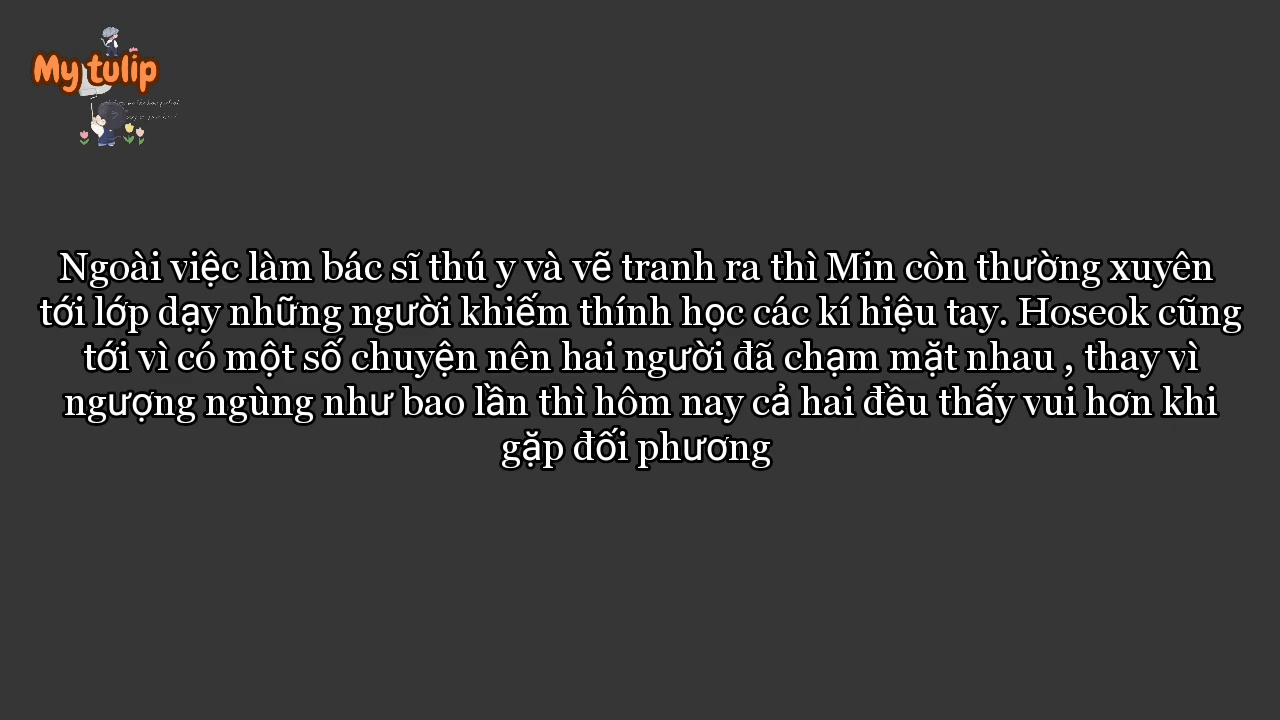 My tulip
Ngoài việc làm bác sĩ thú y và vẽ tranh ra thì Min còn thường xuyên
tới lớp dạy những người khiếm thính học các kí hiệu tay. Hoseok cũng
tới vì có một số chuyện nên hai người đã chạm mặt nhau , thay vì
ngượng ngùng như bao lần thì hôm nay cả hai đều thấy vui hơn khi
gặp đối phương